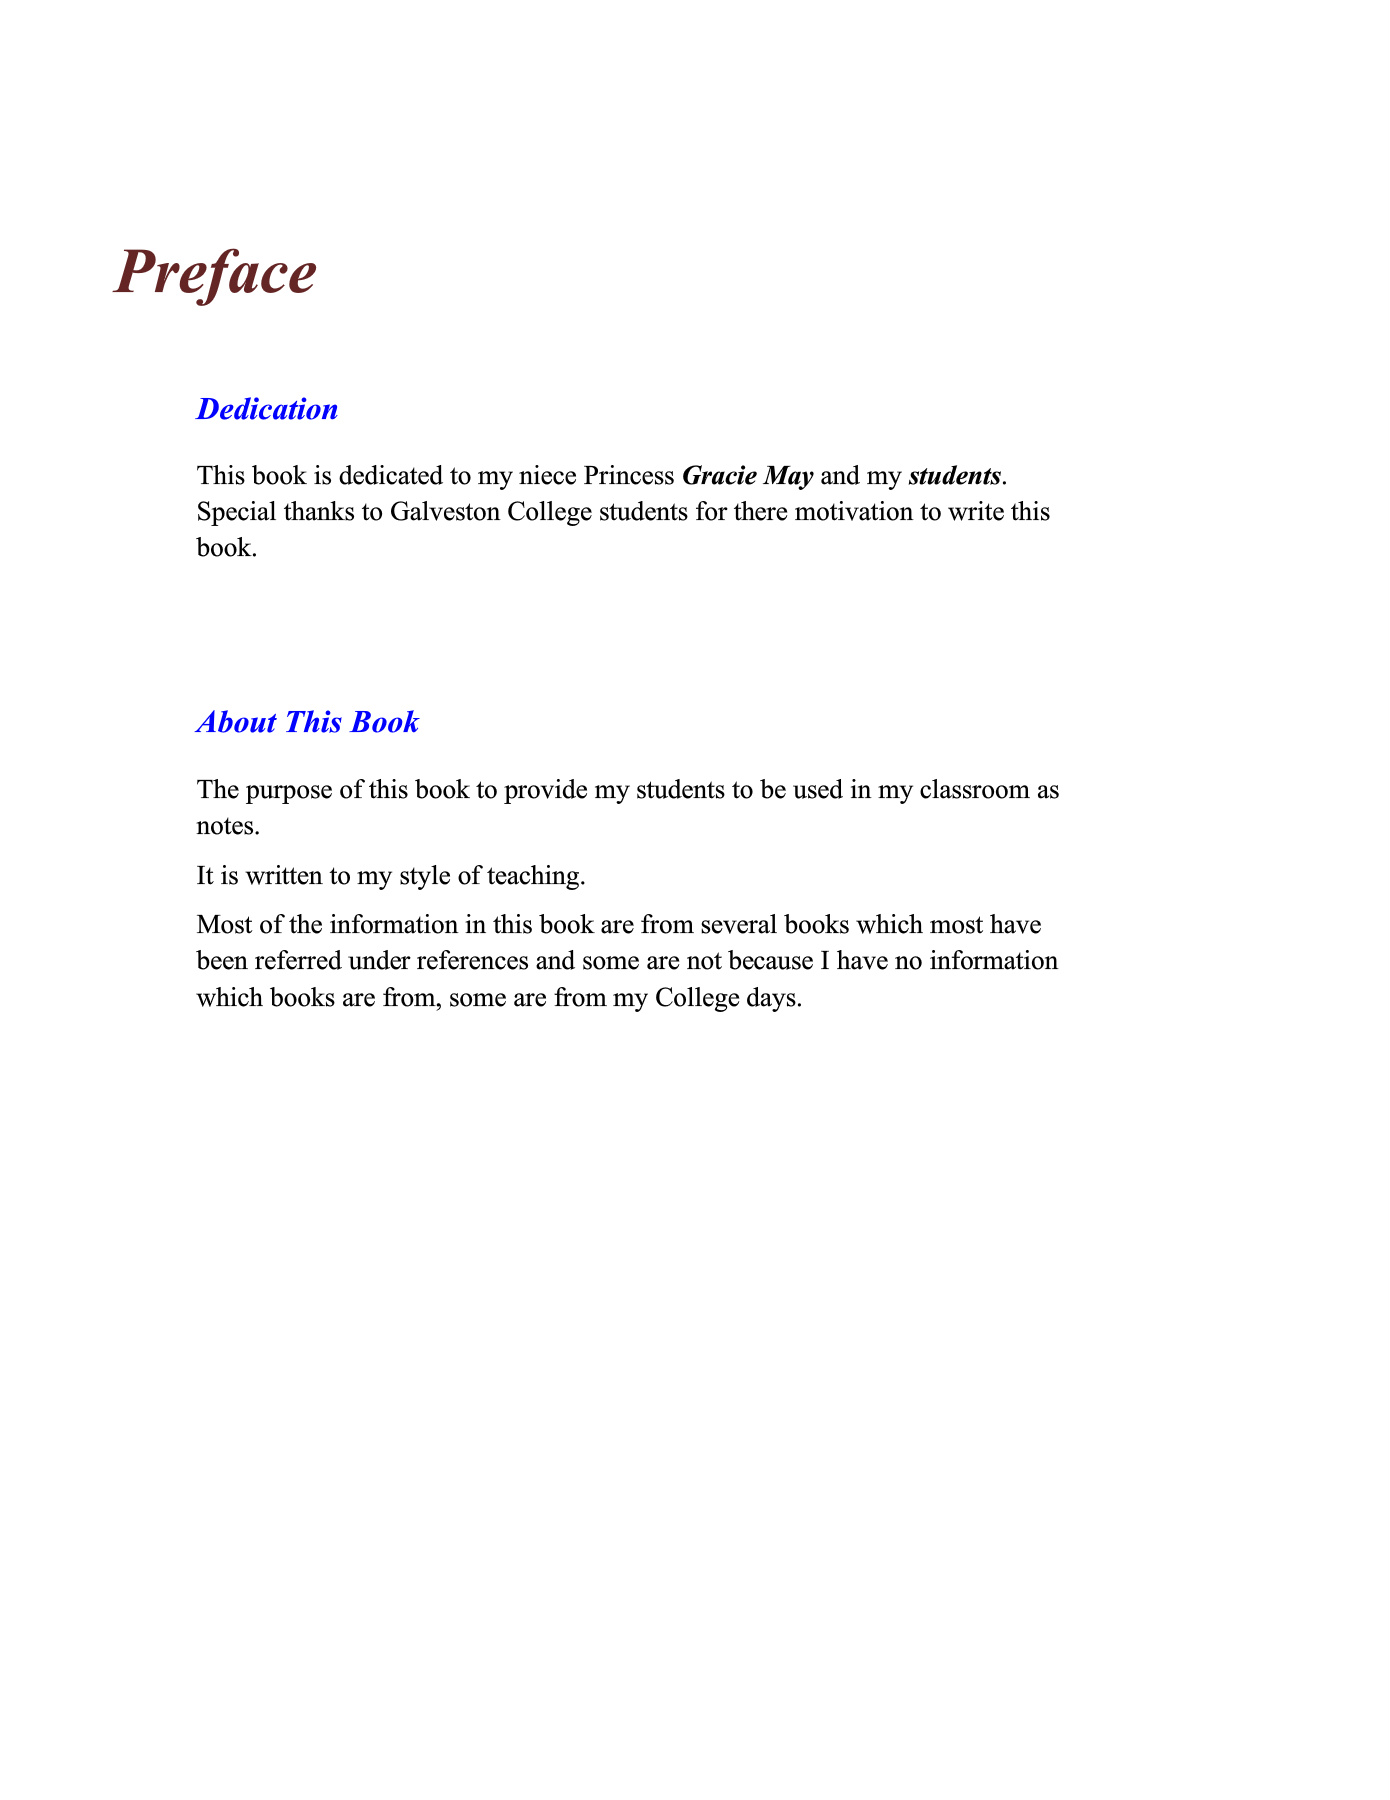 Preface
Dedication
This book is dedicated to my niece Princess Gracie May and my students.
Special thanks to Galveston College students for there motivation to write this
book.
About This Book
The purpose of this book to provide my students to be used in my classroom as
notes.
It is written to my style of teaching.
Most of the information in this book are from several books which most have
been referred under references and some are not because I have no information
which books are from, some are from my College days.